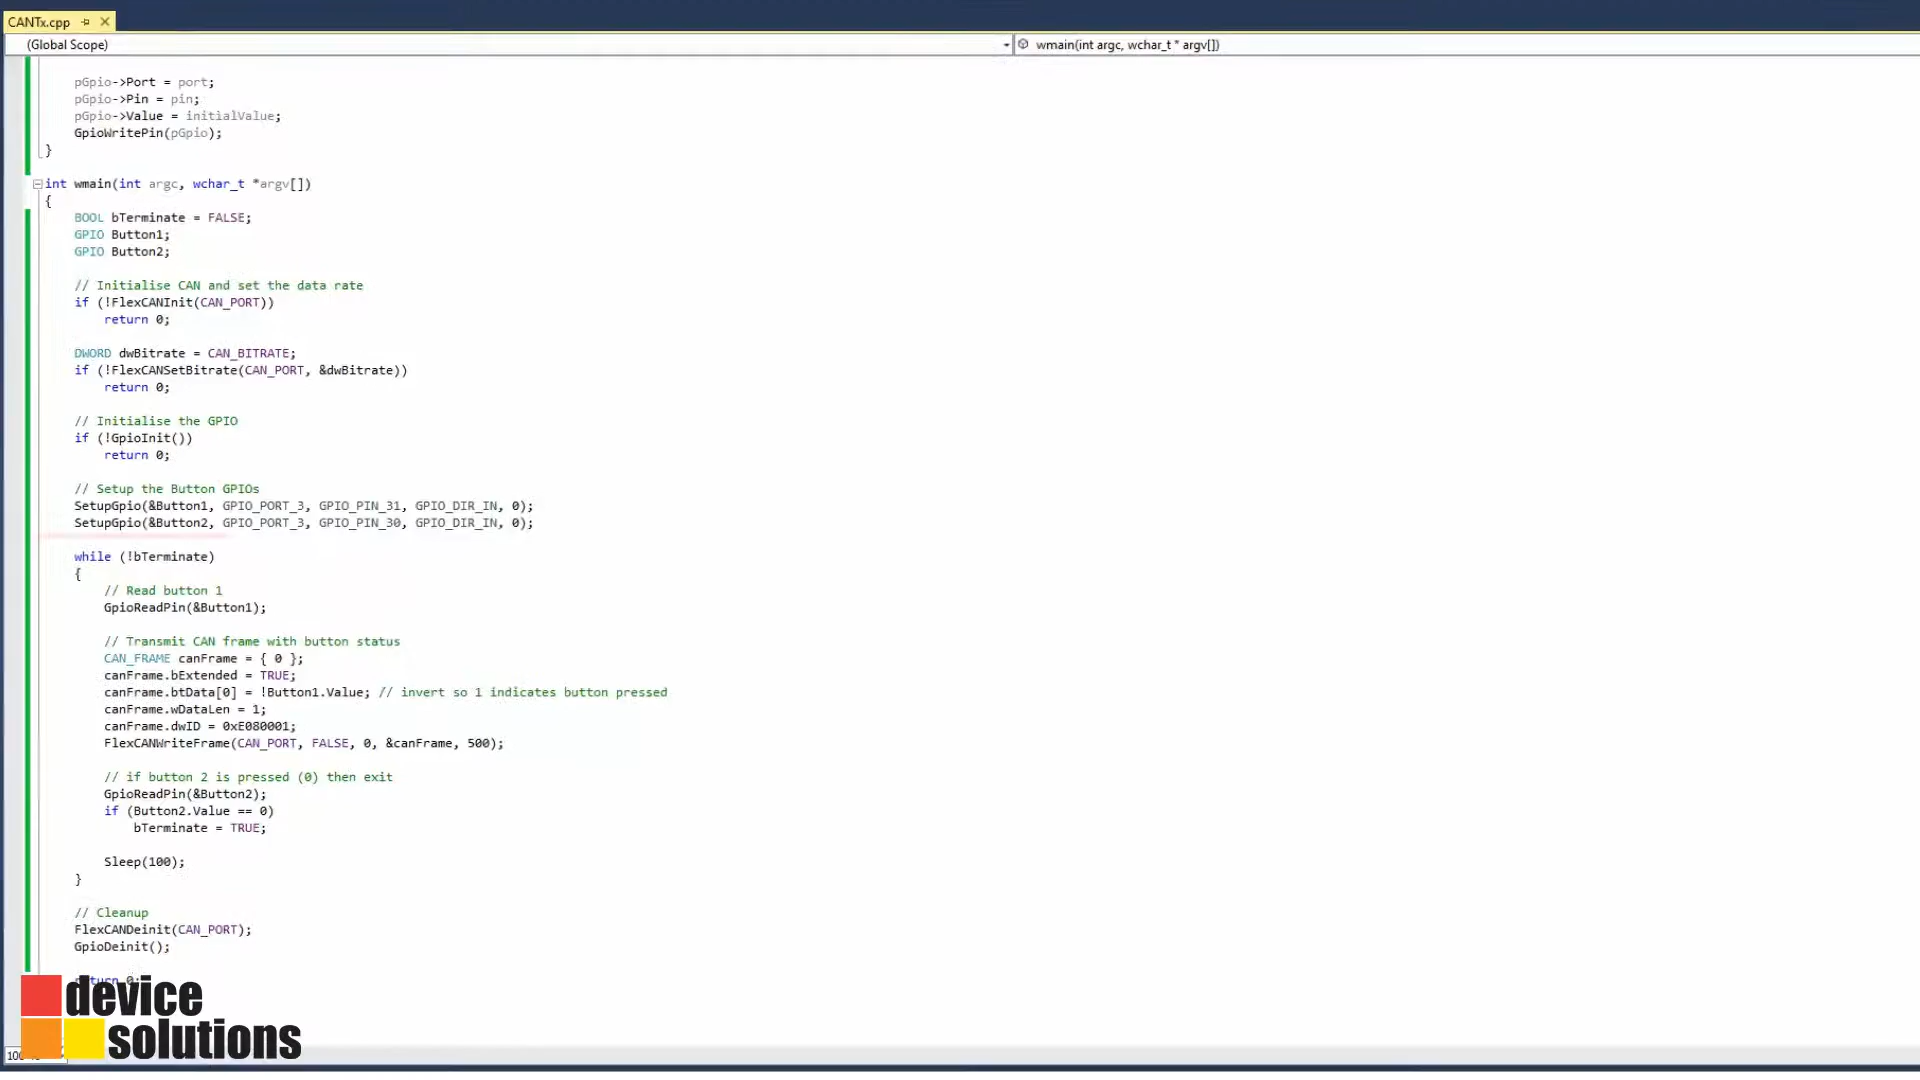 CANTx.cpp
(Global Scope)
wmain(int argc, wchar_t * argv[])
pGpio->Port = port;
pGpio->Pin = pin;
pGpio->Value = initialValue;
GpioWritePin(pGpio);
}
int wmain(int argc, wchar_t *argv[])
{
BOOL bTerminate = FALSE;
GPIO Button1;
GPIO Button2;
// Initialise CAN and set the data rate
if (!FlexCANInit(CAN_PORT))
return 0;
DWORD dwBitrate = CAN_BITRATE;
if (!FlexCANSetBitrate(CAN_PORT, &dwBitrate))
return 0;
// Initialise the GPIO
if (!GpioInit())
return 0;
// Setup the Button GPIOs
SetupGpio(&Button1, GPIO_PORT_3, GPIO_PIN_31, GPIO_DIR_IN, 0);
SetupGpio(&Button2, GPIO_PORT_3, GPIO_PIN_30, GPIO_DIR_IN, 0);
while (!bTerminate)
{
// Read button 1
GpioReadPin(&Button1);
// Transmit CAN frame with button status
CAN_FRAME canFrame = { 0 };
canFrame.bExtended = TRUE;
canFrame.btData[0] = !Button1.Value; // invert so 1 indicates button pressed
canFrame.wDataLen = 1;
canFrame.dwID = 0xE080001;
FlexCANWriteFrame(CAN_PORT, FALSE, 0, &canFrame, 500);
// if button 2 is pressed (0) then exit
GpioReadPin(&Button2);
if (Button2.Value == 0)
bTerminate = TRUE;
Sleep(100);
}
// Cleanup
FlexCANDeinit(CAN_PORT);
GpioDeinit();
device
solutions